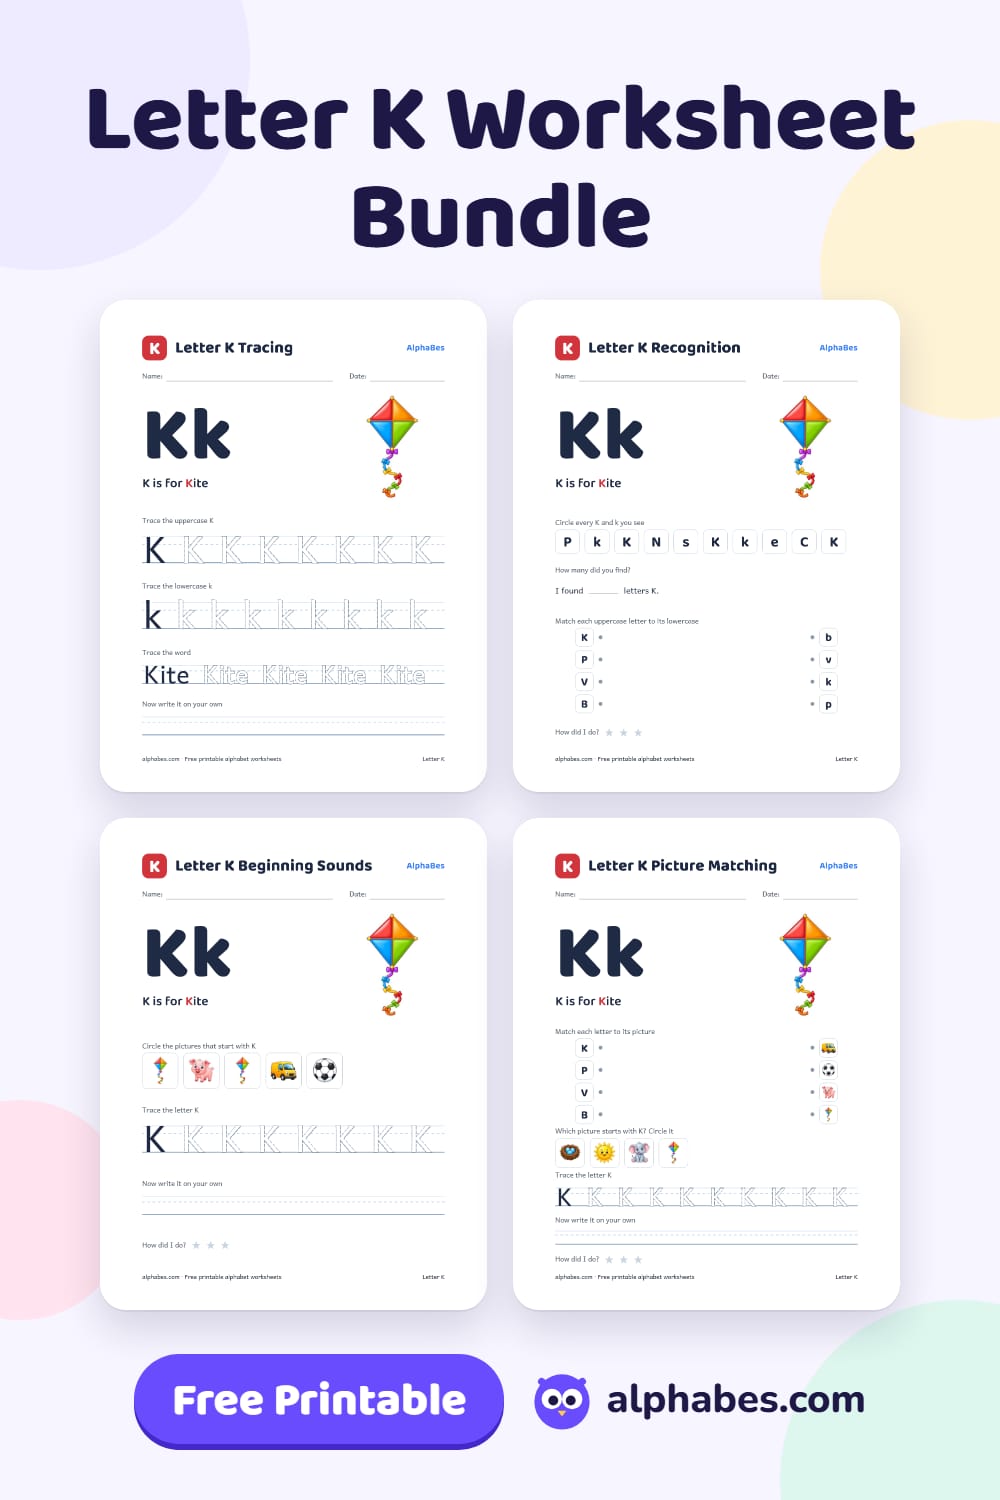 Letter K Worksheet
Bundle
K Letter K Tracing AlphaBes
Name: Date:
Kk
K is for Kite
Trace the uppercase K
K K K K K K K K
Trace the lowercase k
k k k k k k k k k
Trace the word
Kite Kite Kite Kite Kite
Now write it on your own
alphabes.com · Free printable alphabet worksheets Letter K
K Letter K Recognition AlphaBes
Name: Date:
Kk
K is for Kite
Circle every K and k you see
P k K N s K k e C K
How many did you find?
I found ____ letters K.
Match each uppercase letter to its lowercase
K b
P v
V k
B p
How did I do?
alphabes.com · Free printable alphabet worksheets Letter K
K Letter K Beginning Sounds AlphaBes
Name: Date:
Kk
K is for Kite
Circle the pictures that start with K
Trace the letter K
K K K K K K K K
Now write it on your own
How did I do?
alphabes.com · Free printable alphabet worksheets Letter K
K Letter K Picture Matching AlphaBes
Name: Date:
Kk
K is for Kite
Match each letter to its picture
K
P
V
B
Which picture starts with K? Circle it
Trace the letter K
K K K K K K K K K K
Now write it on your own
How did I do?
alphabes.com · Free printable alphabet worksheets Letter K
Free Printable
alphabes.com